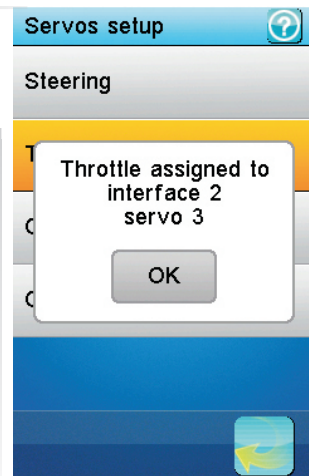 Servos setup
?
Steering
Throttle assigned to
interface 2
servo 3
OK